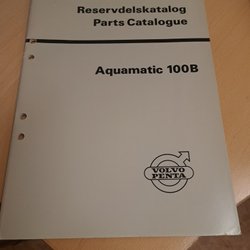 Reservdelskatalog
Parts Catalogue
Aquamatic 100B
VOLVO
PENTA